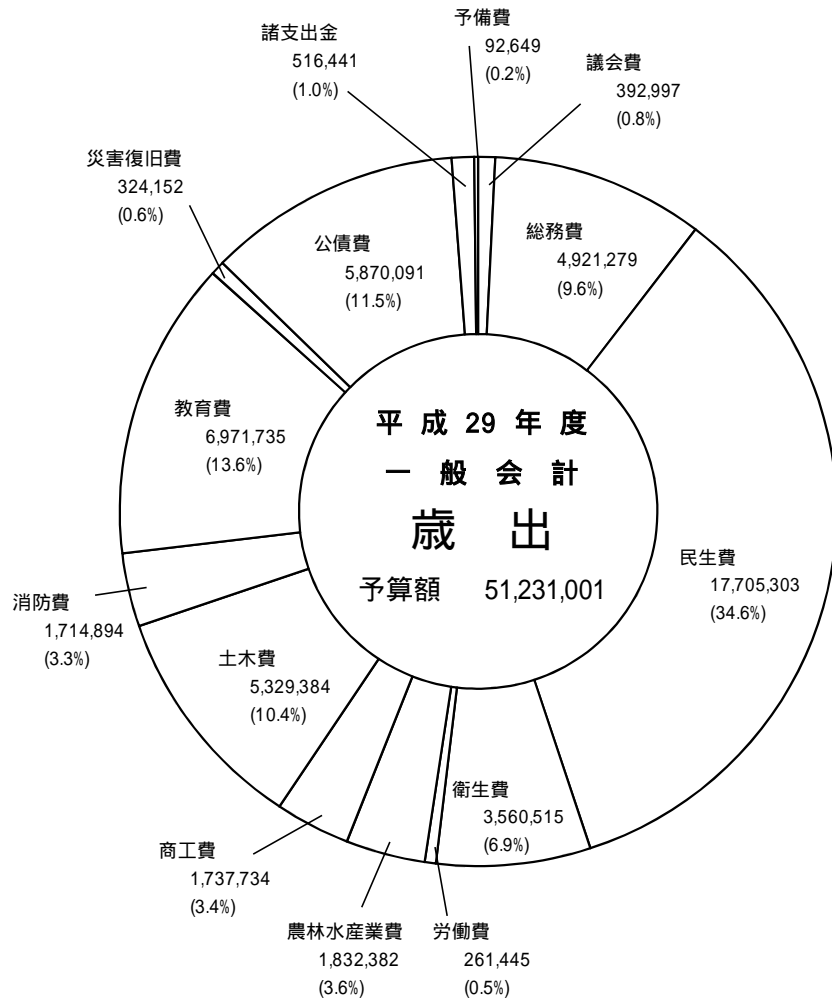 予備費
92,649
(0.2%)
諸支出金
516,441
(1.0%)
議会費
392,997
(0.8%)
災害復旧費
324,152
(0.6%)
公債費
5,870,091
(11.5%)
総務費
4,921,279
(9.6%)
教育費
6,971,735
(13.6%)
平成29年度
一般会計
歳出
予算額 51,231,001
民生費
17,705,303
(34.6%)
消防費
1,714,894
(3.3%)
土木費
5,329,384
(10.4%)
衛生費
3,560,515
(6.9%)
商工費
1,737,734
(3.4%)
農林水産業費
1,832,382
(3.6%)
労働費
261,445
(0.5%)